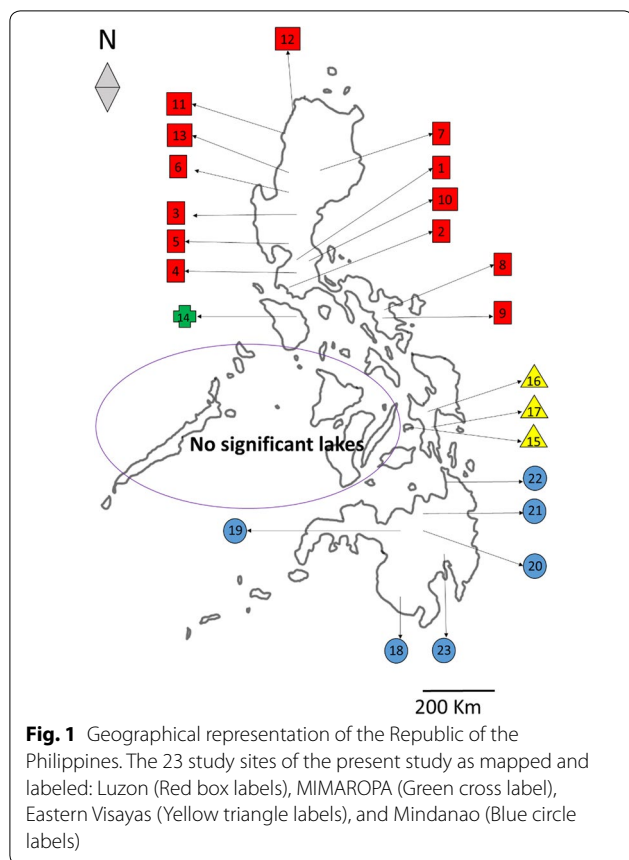 N
12
11
13
7
6
1
10
3
2
5
4
8
9
14
16
No significant lakes
17
15
22
21
19
20
18
23
200 Km
Fig. 1 Geographical representation of the Republic of the
Philippines. The 23 study sites of the present study as mapped and
labeled: Luzon (Red box labels), MIMAROPA (Green cross label),
Eastern Visayas (Yellow triangle labels), and Mindanao (Blue circle
labels)